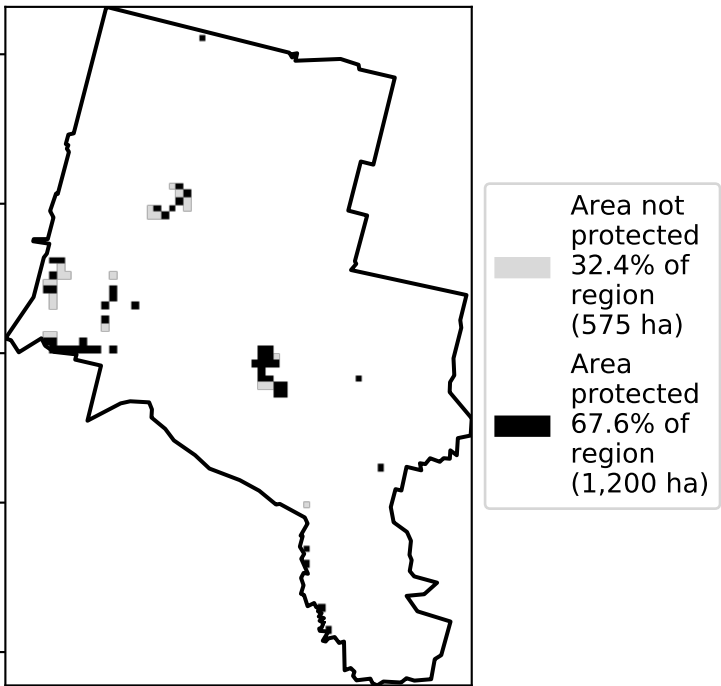 Area not
protected
32.4% of
region
(575 ha)
Area
protected
67.6% of
region
(1,200 ha)